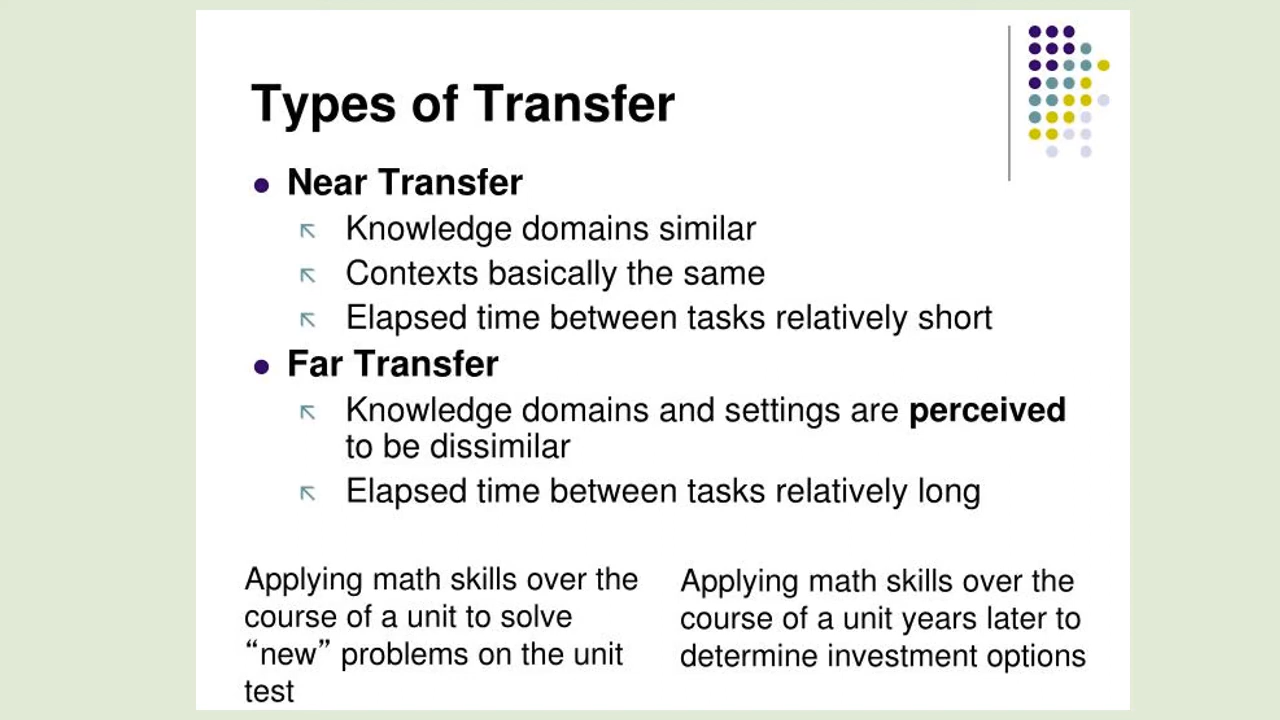 Types of Transfer
Near Transfer
Knowledge domains similar
Contexts basically the same
Elapsed time between tasks relatively short
Far Transfer
Knowledge domains and settings are perceived
to be dissimilar
Elapsed time between tasks relatively long
Applying math skills over the
course of a unit to solve
“new” problems on the unit
test
Applying math skills over the
course of a unit years later to
determine investment options